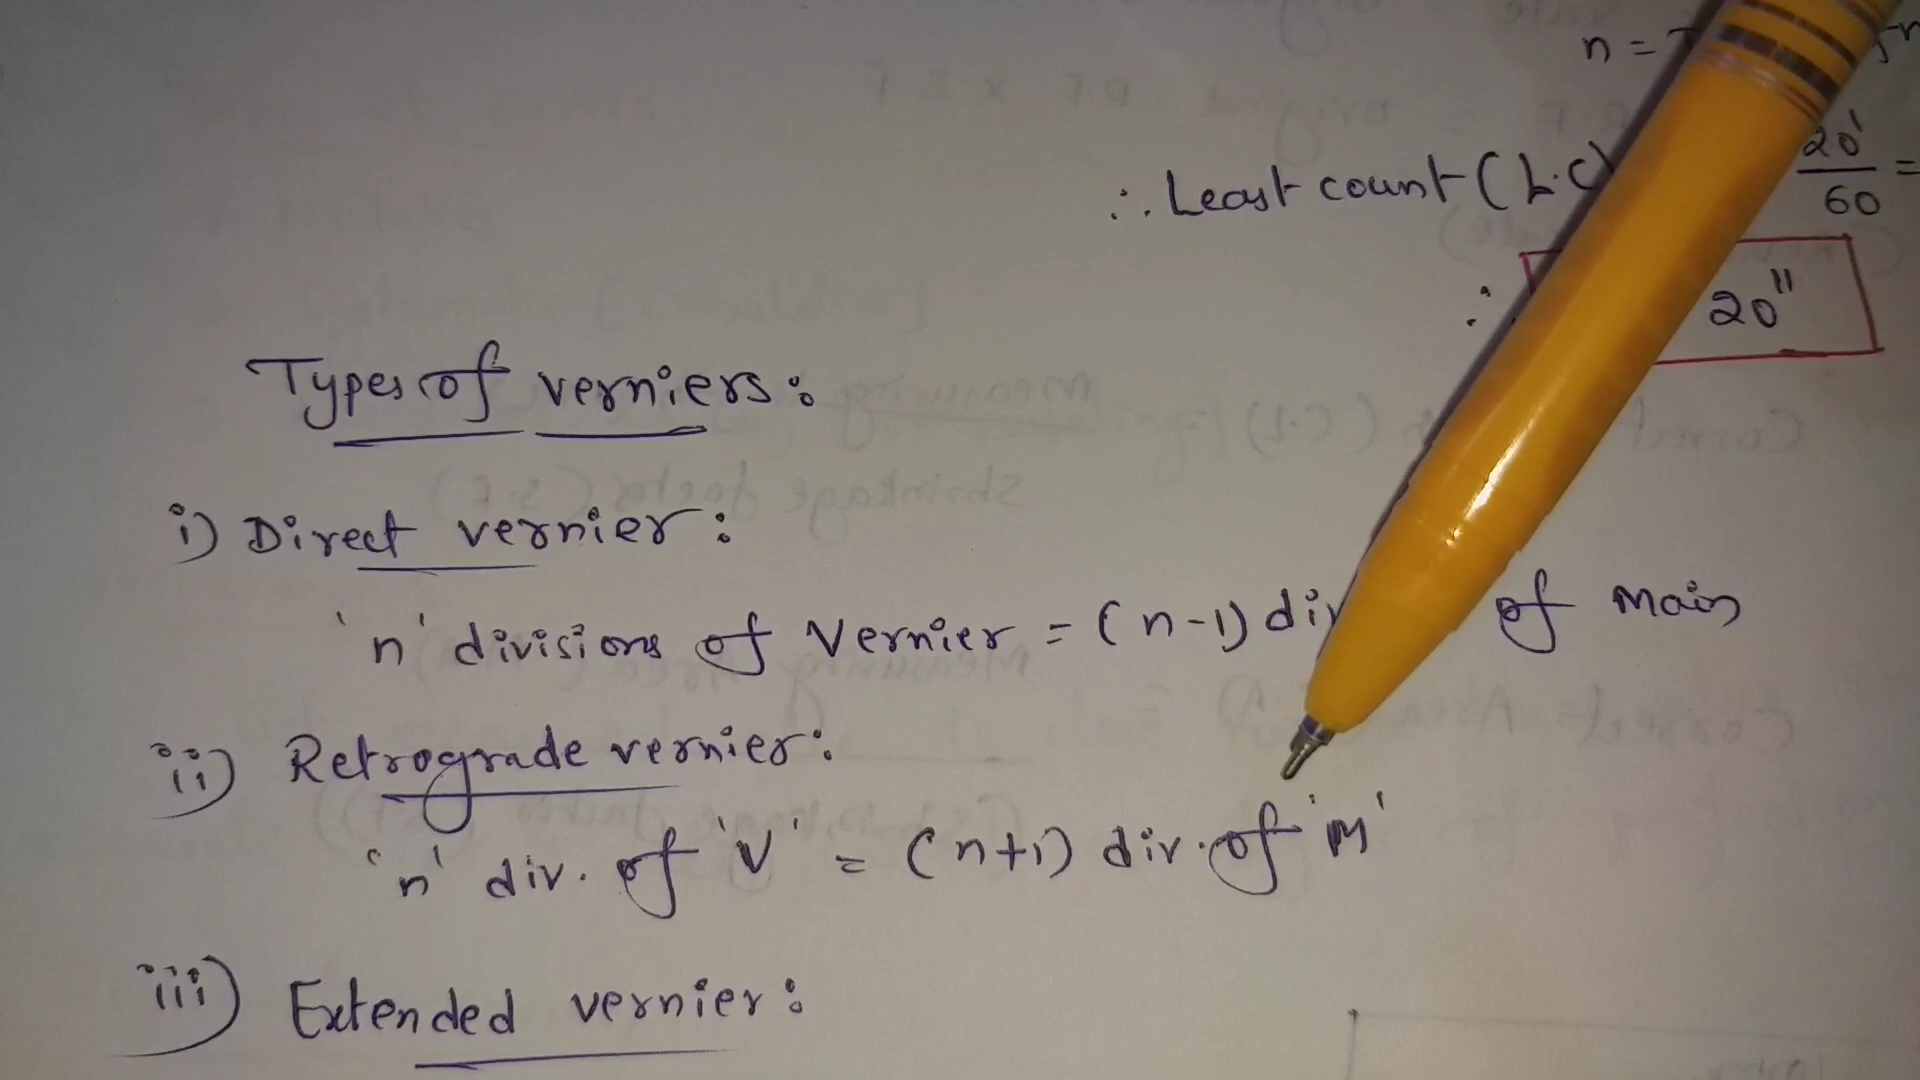 n =
∴ Least count (L.C) 20' / 60 =
∴ 20"
Types of verniers:
i) Direct vernier:
'n' divisions of Vernier = (n-1) div of main
ii) Retrograde vernier:
'n' div. of 'V' = (n+1) div. of 'M'
iii) Extended vernier: